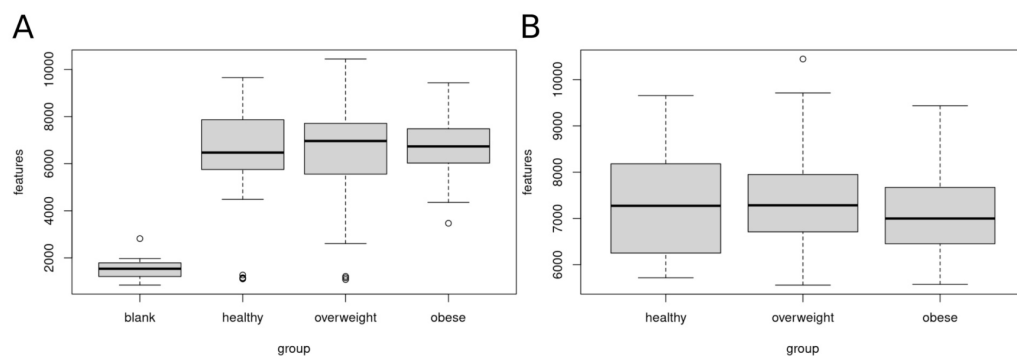 A
features
10000
8000
6000
4000
2000
blank healthy overweight obese
group
B
features
10000
9000
8000
7000
6000
healthy overweight obese
group